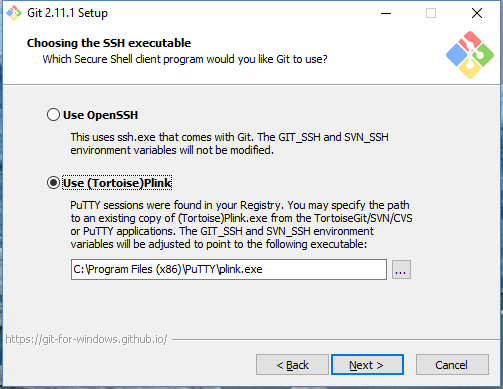 Git 2.11.1 Setup
Choosing the SSH executable
Which Secure Shell client program would you like Git to use?
Use OpenSSH
This uses ssh.exe that comes with Git. The GIT_SSH and SVN_SSH
environment variables will not be modified.
Use (Tortoise)Plink
PuTTY sessions were found in your Registry. You may specify the path
to an existing copy of (Tortoise)Plink.exe from the TortoiseGit/SVN/CVS
or PuTTY applications. The GIT_SSH and SVN_SSH environment
variables will be adjusted to point to the following executable:
C:\Program Files (x86)\PuTTY\plink.exe
...
https://git-for-windows.github.io/
< Back
Next >
Cancel